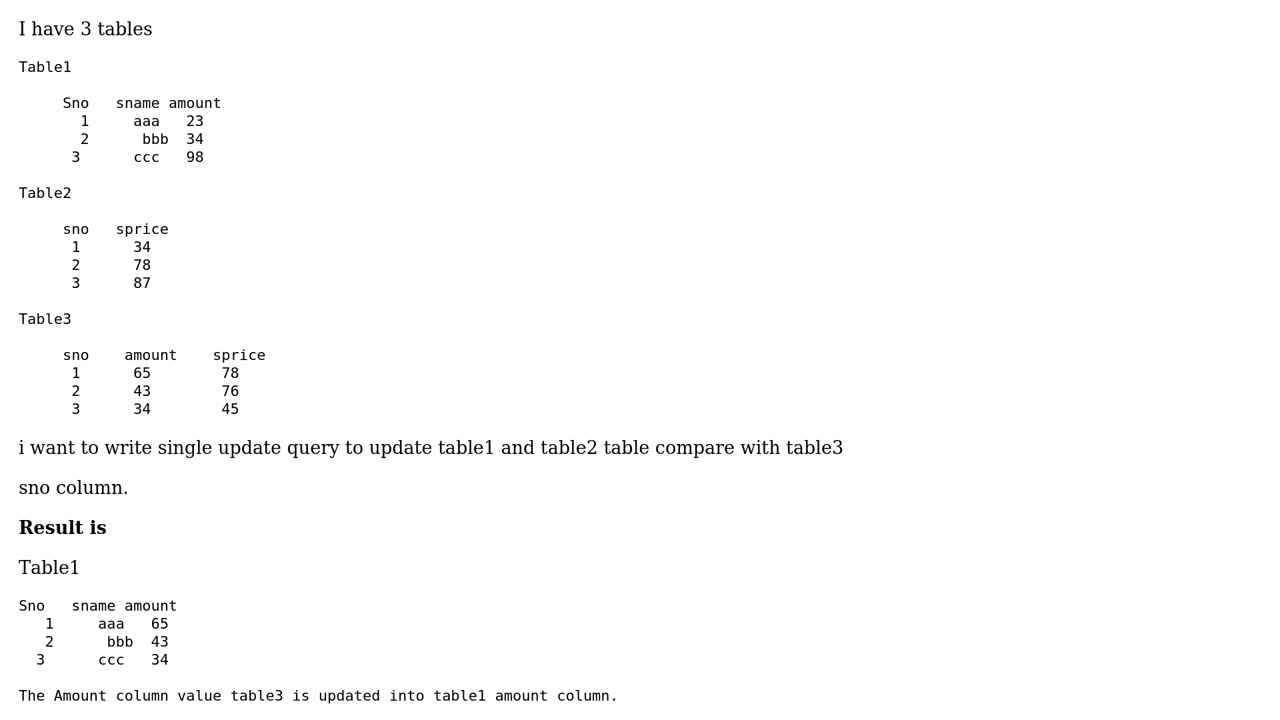 I have 3 tables
Table1
Sno   sname amount
1     aaa   23
2      bbb  34
3      ccc   98
Table2
sno   sprice
1      34
2      78
3      87
Table3
sno    amount    sprice
1      65        78
2      43        76
3      34        45
i want to write single update query to update table1 and table2 table compare with table3
sno column.
Result is
Table1
Sno   sname amount
1     aaa   65
2      bbb  43
3      ccc   34
The Amount column value table3 is updated into table1 amount column.